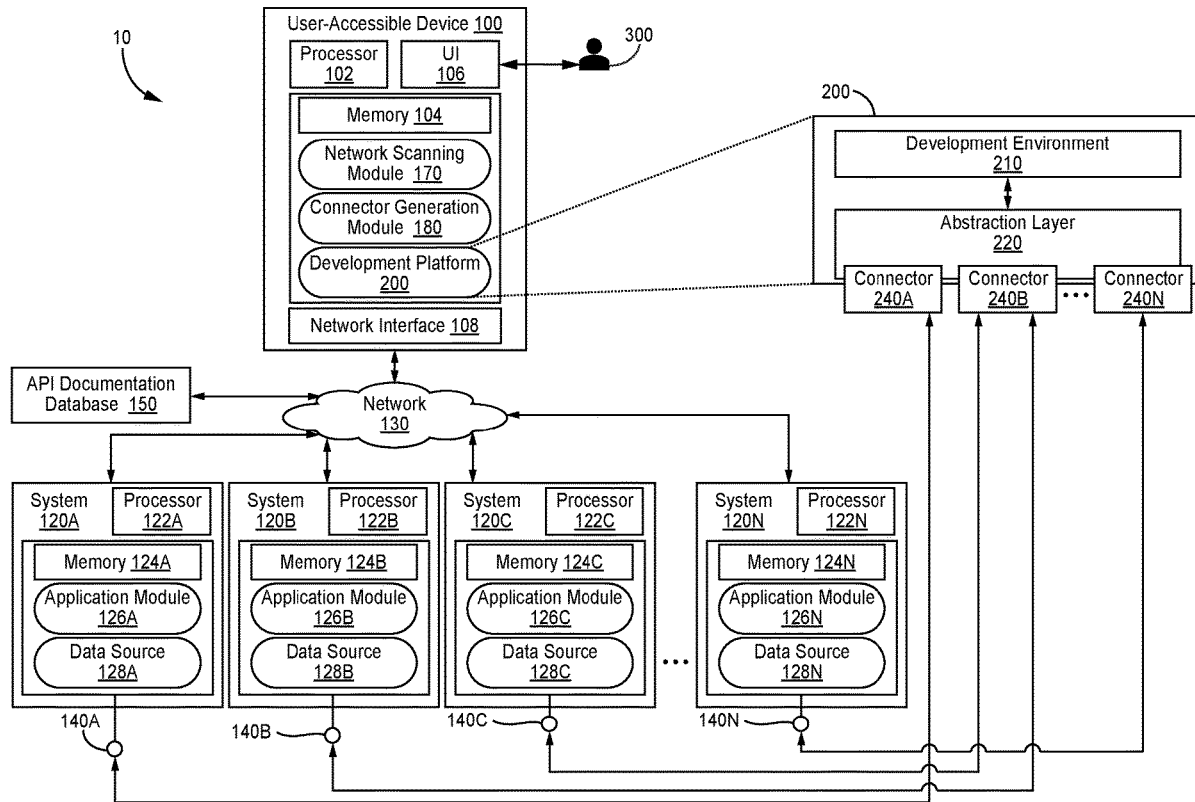 10
User-Accessible Device 100
Processor
102
UI
106
300
Memory 104
Network Scanning
Module 170
Connector Generation
Module 180
Development Platform
200
Network Interface 108
200
Development Environment
210
Abstraction Layer
220
Connector
240A
Connector
240B
•••
Connector
240N
API Documentation
Database 150
Network
130
System
120A
Processor
122A
Memory 124A
Application Module
126A
Data Source
128A
140A
System
120B
Processor
122B
Memory 124B
Application Module
126B
Data Source
128B
140B
System
120C
Processor
122C
Memory 124C
Application Module
126C
Data Source
128C
140C
•••
System
120N
Processor
122N
Memory 124N
Application Module
126N
Data Source
128N
140N